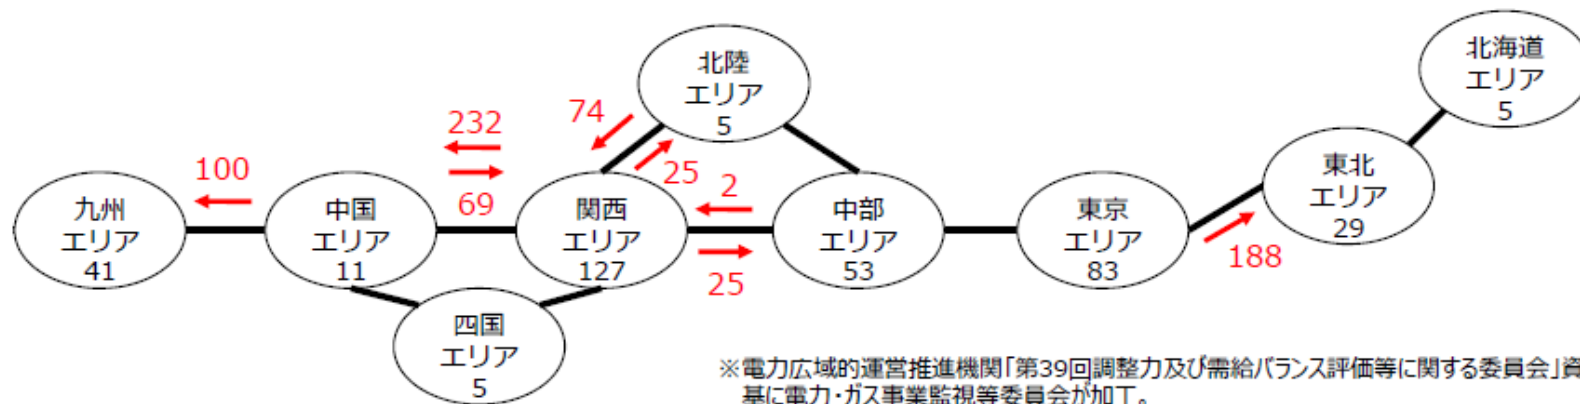 北海道
エリア
5
北陸
エリア
5
74
25
232
69
100
2
25
188
東北
エリア
29
九州
エリア
41
中国
エリア
11
関西
エリア
127
中部
エリア
53
東京
エリア
83
四国
エリア
5
※電力広域的運営推進機関「第39回調整力及び需給バランス評価等に関する委員会」資
基に電力・ガス事業監視等委員会が加工。